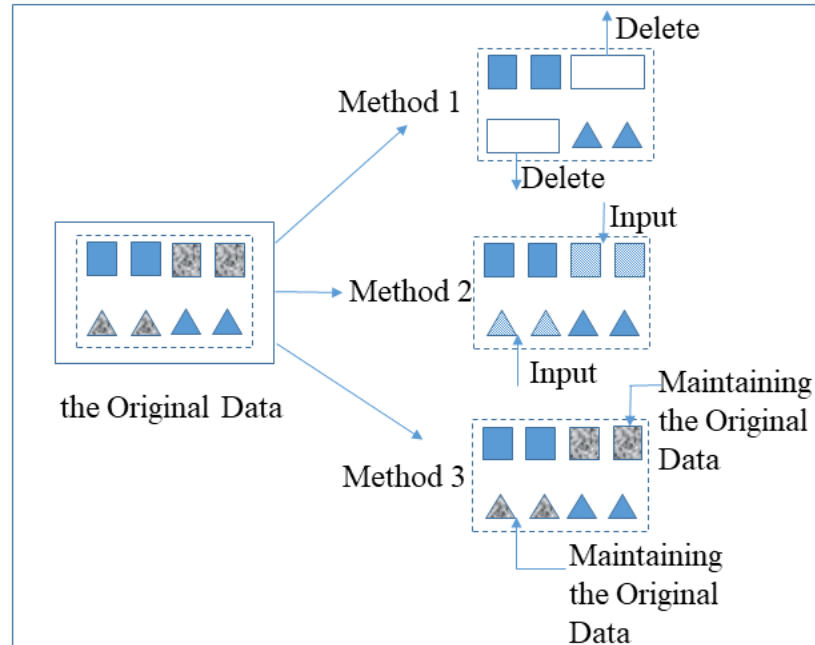 Delete
Method 1
Delete
Input
Method 2
Input
the Original Data
Maintaining
the Original
Data
Method 3
Maintaining
the Original
Data